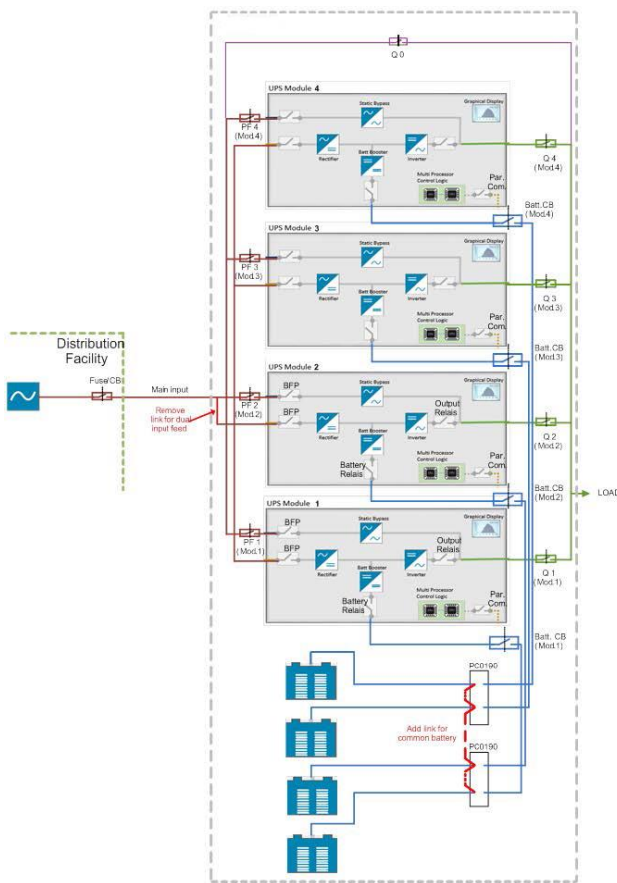 Q 0
UPS Module 4
Static Bypass
Graphical Display
PF 4
(Mod.4)
Rectifier
Batt Booster
Inverter
Multi Processor
Control Logic
Par.
Com.
Q 4
(Mod.4)
Batt.CB
(Mod.4)
UPS Module 3
Static Bypass
Graphical Display
PF 3
(Mod.3)
Rectifier
Batt Booster
Inverter
Multi Processor
Control Logic
Par.
Com.
Q 3
(Mod.3)
Batt.CB
(Mod.3)
Distribution
Facility
Fuse/CB
Main input
Remove
link for dual
input feed
UPS Module 2
Static Bypass
Graphical Display
PF 2
(Mod.2)
BFP
BFP
Rectifier
Batt Booster
Inverter
Output
Relais
Battery
Relais
Multi Processor
Control Logic
Par.
Com.
Q 2
(Mod.2)
Batt.CB
(Mod.2)
LOAD
UPS Module 1
Static Bypass
Graphical Display
PF 1
(Mod.1)
BFP
BFP
Rectifier
Batt Booster
Inverter
Output
Relais
Battery
Relais
Multi Processor
Control Logic
Par.
Com.
Q 1
(Mod.1)
Batt. CB
(Mod.1)
PC0190
Add link for
common battery
PC0190